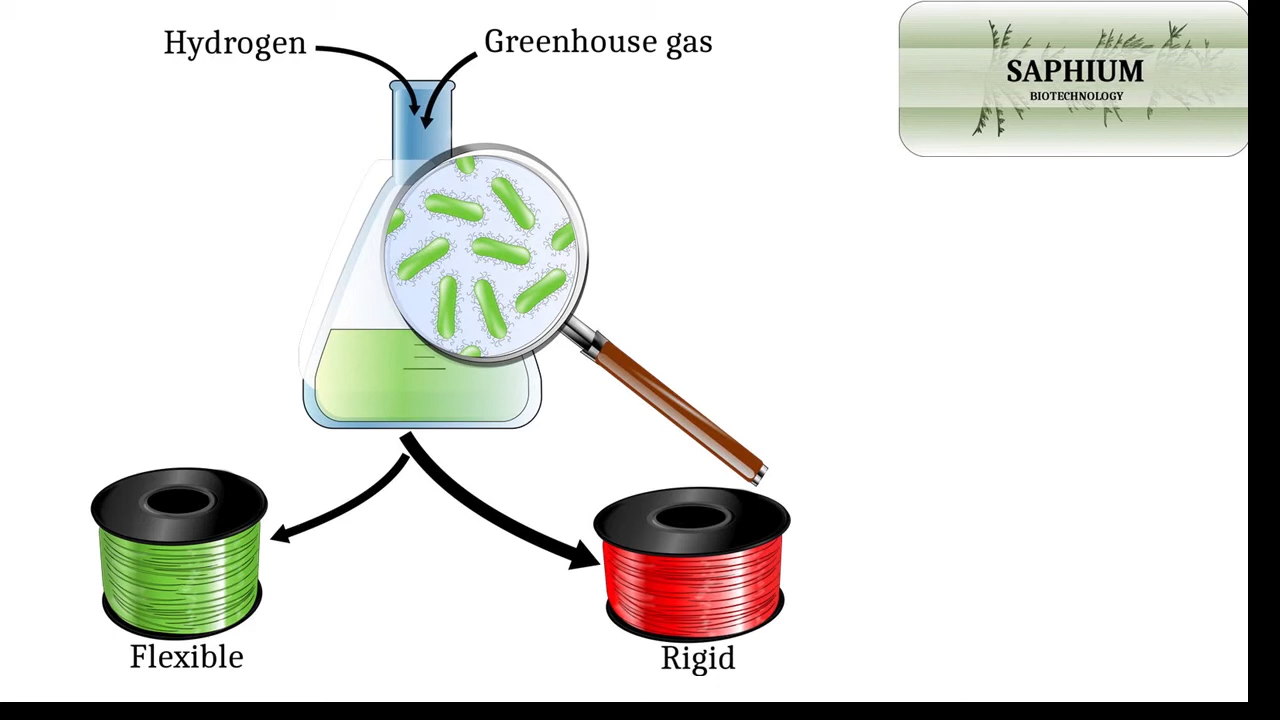 Hydrogen
Greenhouse gas
SAPHIUM
BIOTECHNOLOGY
Flexible
Rigid